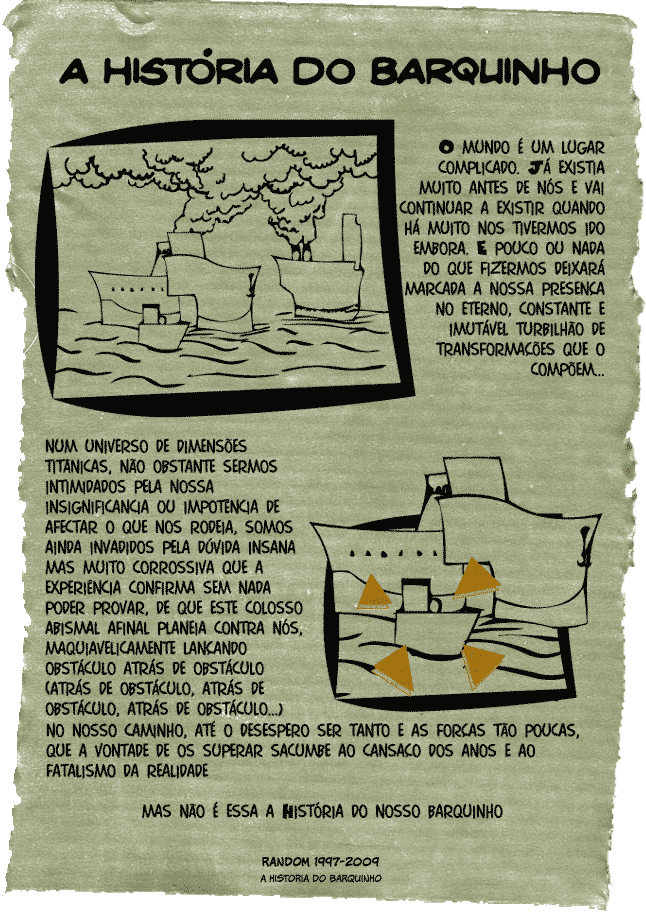 A HISTÓRIA DO BARQUINHO
O MUNDO É UM LUGAR
COMPLICADO. JÁ EXISTIA
MUITO ANTES DE NÓS E VAI
CONTINUAR A EXISTIR QUANDO
HÁ MUITO NOS TIVERMOS IDO
EMBORA. E POUCO OU NADA
DO QUE FIZERMOS DEIXARÁ
MARCADA A NOSSA PRESENÇA
NO ETERNO, CONSTANTE E
IMUTÁVEL TURBILHÃO DE
TRANSFORMAÇÕES QUE O
COMPÕEM...
NUM UNIVERSO DE DIMENSÕES
TITÂNICAS, NÃO OBSTANTE SERMOS
INTIMIDADOS PELA NOSSA
INSIGNIFICANCIA OU IMPOTENCIA DE
AFECTAR O QUE NOS RODEIA, SOMOS
AINDA INVADIDOS PELA DÚVIDA INSANA
MAS MUITO CORROSSIVA QUE A
EXPERIÊNCIA CONFIRMA SEM NADA
PODER PROVAR, DE QUE ESTE COLOSSO
ABISMAL AFINAL PLANEIA CONTRA NÓS,
MAQUIAVELICAMENTE LANÇANDO
OBSTÁCULO ATRÁS DE OBSTÁCULO
(ATRÁS DE OBSTÁCULO, ATRÁS DE
OBSTÁCULO, ATRÁS DE OBSTÁCULO...)
NO NOSSO CAMINHO, ATÉ O DESESPERO SER TANTO E AS FORÇAS TÃO POUCAS,
QUE A VONTADE DE OS SUPERAR SACUMBE AO CANSAÇO DOS ANOS E AO
FATALISMO DA REALIDADE
MAS NÃO É ESSA A HISTÓRIA DO NOSSO BARQUINHO
RANDOM 1997-2009
A HISTORIA DO BARQUINHO